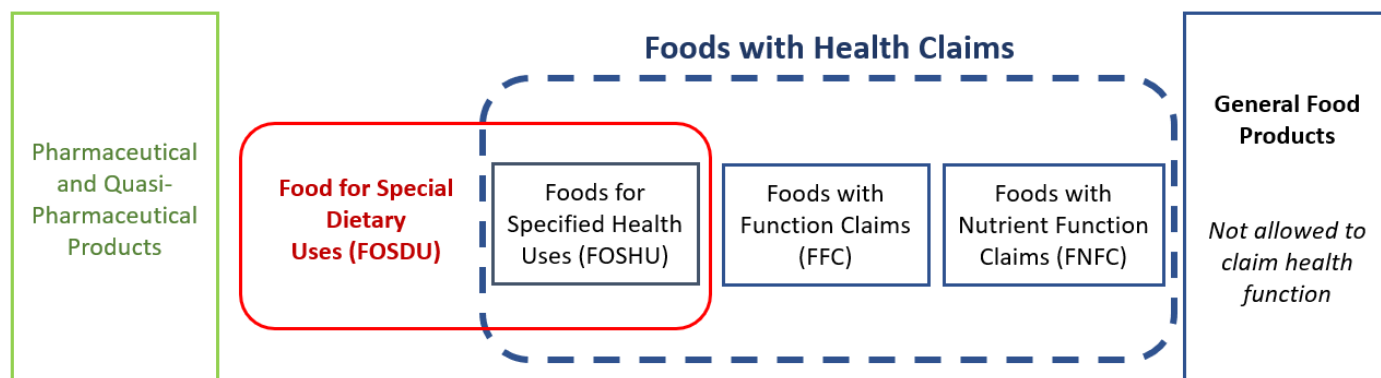 Foods with Health Claims
Pharmaceutical
and Quasi-
Pharmaceutical
Products
Food for Special
Dietary
Uses (FOSDU)
Foods for
Specified Health
Uses (FOSHU)
Foods with
Function Claims
(FFC)
Foods with
Nutrient Function
Claims (FNFC)
General Food
Products
Not allowed to
claim health
function